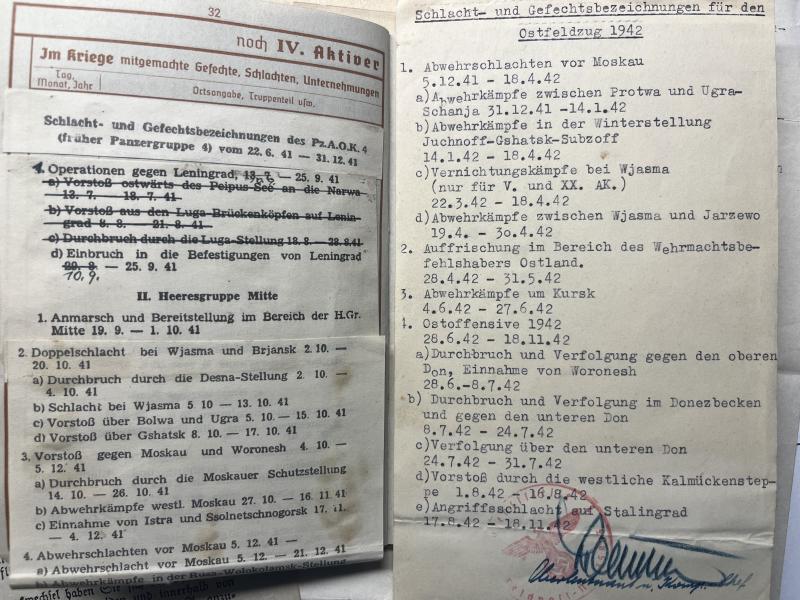 32
noch IV. Aktiver
Im Kriege mitgemachte Gefechte, Schlachten, Unternehmungen
Tag, Monat, Jahr
Ortsangabe, Truppenteil usw.
Schlacht- und Gefechtsbezeichnungen des Pz.A.O.K. 4
(früher Panzergruppe 4) vom 22. 6. 41 — 31. 12. 41
1. Operationen gegen Leningrad, 13. 7. — 25. 9. 41
a) Vorstoß ostwärts des Peipus-See an die Narwa
13. 7. — 18. 7. 41
b) Vorstoß aus den Luga-Brückenköpfen auf Lenin-
grad 8. 8. — 21. 8. 41
c) Durchbruch durch die Luga-Stellung 18. 8. — 28. 8. 41
d) Einbruch in die Befestigungen von Leningrad
— 25. 9. 41
10. 9.
II. Heeresgruppe Mitte
1. Anmarsch und Bereitstellung im Bereich der H.Gr.
Mitte 19. 9. — 1. 10. 41
2. Doppelschlacht bei Wjasma und Brjansk 2. 10. —
20. 10. 41
a) Durchbruch durch die Desna-Stellung 2. 10. —
4. 10. 41
b) Schlacht bei Wjasma 5 10 — 13. 10. 41
c) Vorstoß über Bolwa und Ugra 5. 10. — 15. 10. 41
d) Vorstoß über Gshatsk 8. 10. — 17. 10. 41
3. Vorstoß gegen Moskau und Woronesh 4. 10. —
5. 12. 41
a) Durchbruch durch die Moskauer Schutzstellung
14. 10. — 26. 10. 41
b) Abwehrkämpfe westl. Moskau 27. 10. — 16. 11. 41
c) Einnahme von Istra und Ssolnetschnogorsk 17. 11.
— 4. 12. 41
4. Abwehrschlachten vor Moskau 5. 12. 41 —
a) Abwehrschlacht vor Moskau 5. 12. — 21. 12. 41
b) Abwehrkämpfe in der Rusa-Wolokolamsk-Stellung
Schlacht- und Gefechtsbezeichnungen für den
Ostfeldzug 1942
1. Abwehrschlachten vor Moskau
5.12.41 - 18.4.42
a) Abwehrkämpfe zwischen Protwa und Ugra-
Schanja 31.12.41 -14.1.42
b) Abwehrkämpfe in der Winterstellung
Juchnoff-Gshatsk-Subzoff
14.1.42 - 18.4.42
c) Vernichtungskämpfe bei Wjasma
(nur für V. und XX. AK.)
22.3.42 - 18.4.42
d) Abwehrkämpfe zwischen Wjasma und Jarzewo
19.4. - 30.4.42
2. Auffrischung im Bereich des Wehrmachtsbe-
fehlshabers Ostland.
28.4.42 - 31.5.42
3. Abwehrkämpfe um Kursk
4.6.42 - 27.6.42
4. Ostoffensive 1942
28.6.42 - 18.11.42
a) Durchbruch und Verfolgung gegen den oberen
Don, Einnahme von Woronesh
28.6.-8.7.42
b) Durchbruch und Verfolgung im Donezbecken
und gegen den unteren Don
8.7.42 - 24.7.42
c) Verfolgung über den unteren Don
24.7.42 - 31.7.42
d) Vorstoß durch die westliche Kalmückenstep-
pe 1.8.42 - 16.8.42
e) Angriffsschlacht auf Stalingrad
17.8.42 - 18.11.42
Oberleutnant u. Komp.-Chef